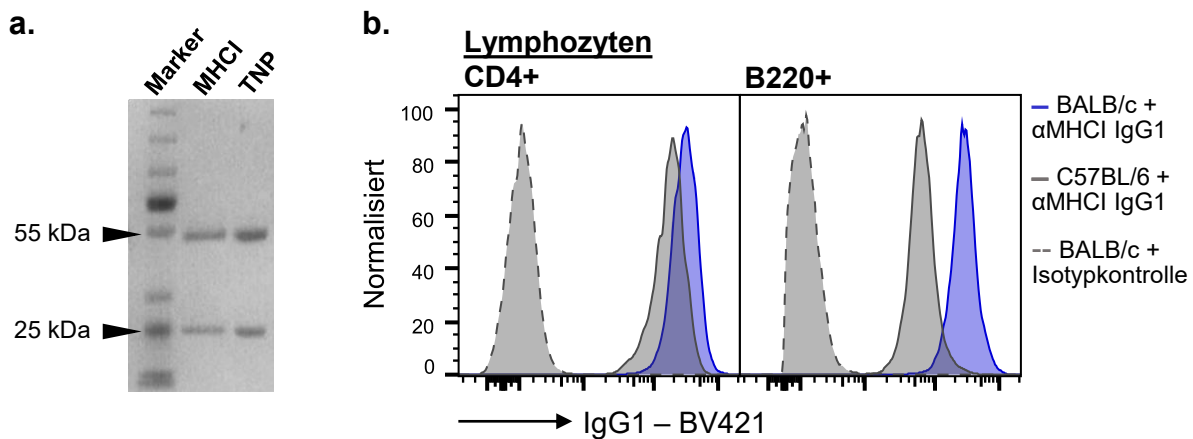 a.
Marker
MHCI
TNP
55 kDa
25 kDa
b.
Lymphozyten
CD4+
B220+
Normalisiert
100
80
60
40
20
0
IgG1 – BV421
BALB/c +
αMHCI IgG1
C57BL/6 +
αMHCI IgG1
BALB/c +
Isotypkontrolle